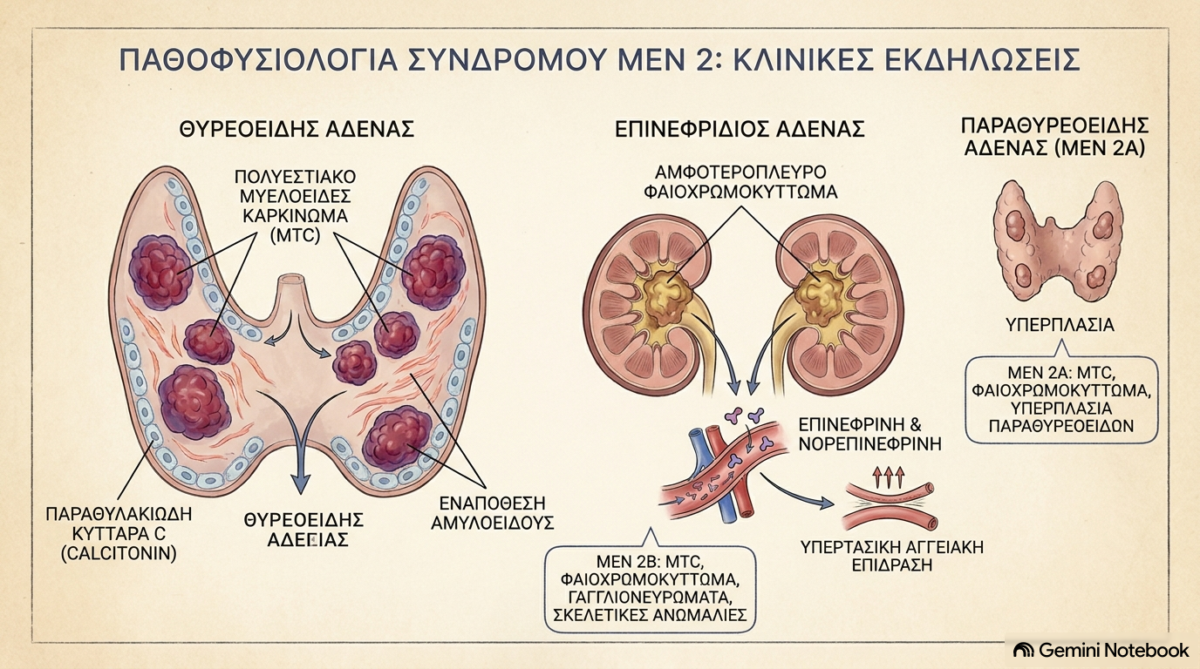 ΠΑΘΟΦΥΣΙΟΛΟΓΙΑ ΣΥΝΔΡΟΜΟΥ MEN 2: ΚΛΙΝΙΚΕΣ ΕΚΔΗΛΩΣΕΙΣ
ΘΥΡΕΟΕΙΔΗΣ ΑΔΕΝΑΣ
ΠΟΛΥΕΣΤΙΑΚΟ
ΜΥΕΛΟΕΙΔΕΣ
ΚΑΡΚΙΝΩΜΑ
(MTC)
ΠΑΡΑΘΥΛΑΚΙΩΔΗ
ΚΥΤΤΑΡΑ C
(CALCITONIN)
ΘΥΡΕΟΕΙΔΗΣ
ΑΔΕΕΙΑΣ
ΕΝΑΠΟΘΕΣΗ
ΑΜΥΛΟΕΙΔΟΥΣ
ΕΠΙΝΕΦΡΙΔΙΟΣ ΑΔΕΝΑΣ
ΑΜΦΟΤΕΡΟΠΛΕΥΡΟ
ΦΑΙΟΧΡΩΜΟΚΥΤΤΩΜΑ
ΕΠΙΝΕΦΡΙΝΗ &
ΝΟΡΕΠΙΝΕΦΡΙΝΗ
ΥΠΕΡΤΑΣΙΚΗ ΑΓΓΕΙΑΚΗ
ΕΠΙΔΡΑΣΗ
MEN 2B: MTC,
ΦΑΙΟΧΡΩΜΟΚΥΤΤΩΜΑ,
ΓΑΓΓΛΙΟΝΕΥΡΩΜΑΤΑ,
ΣΚΕΛΕΤΙΚΕΣ ΑΝΩΜΑΛΙΕΣ
ΠΑΡΑΘΥΡΕΟΕΙΔΗΣ
ΑΔΕΝΑΣ (MEN 2A)
ΥΠΕΡΠΛΑΣΙΑ
MEN 2A: MTC,
ΦΑΙΟΧΡΩΜΟΚΥΤΤΩΜΑ,
ΥΠΕΡΠΛΑΣΙΑ
ΠΑΡΑΘΥΡΕΟΕΙΔΩΝ
Gemini Notebook